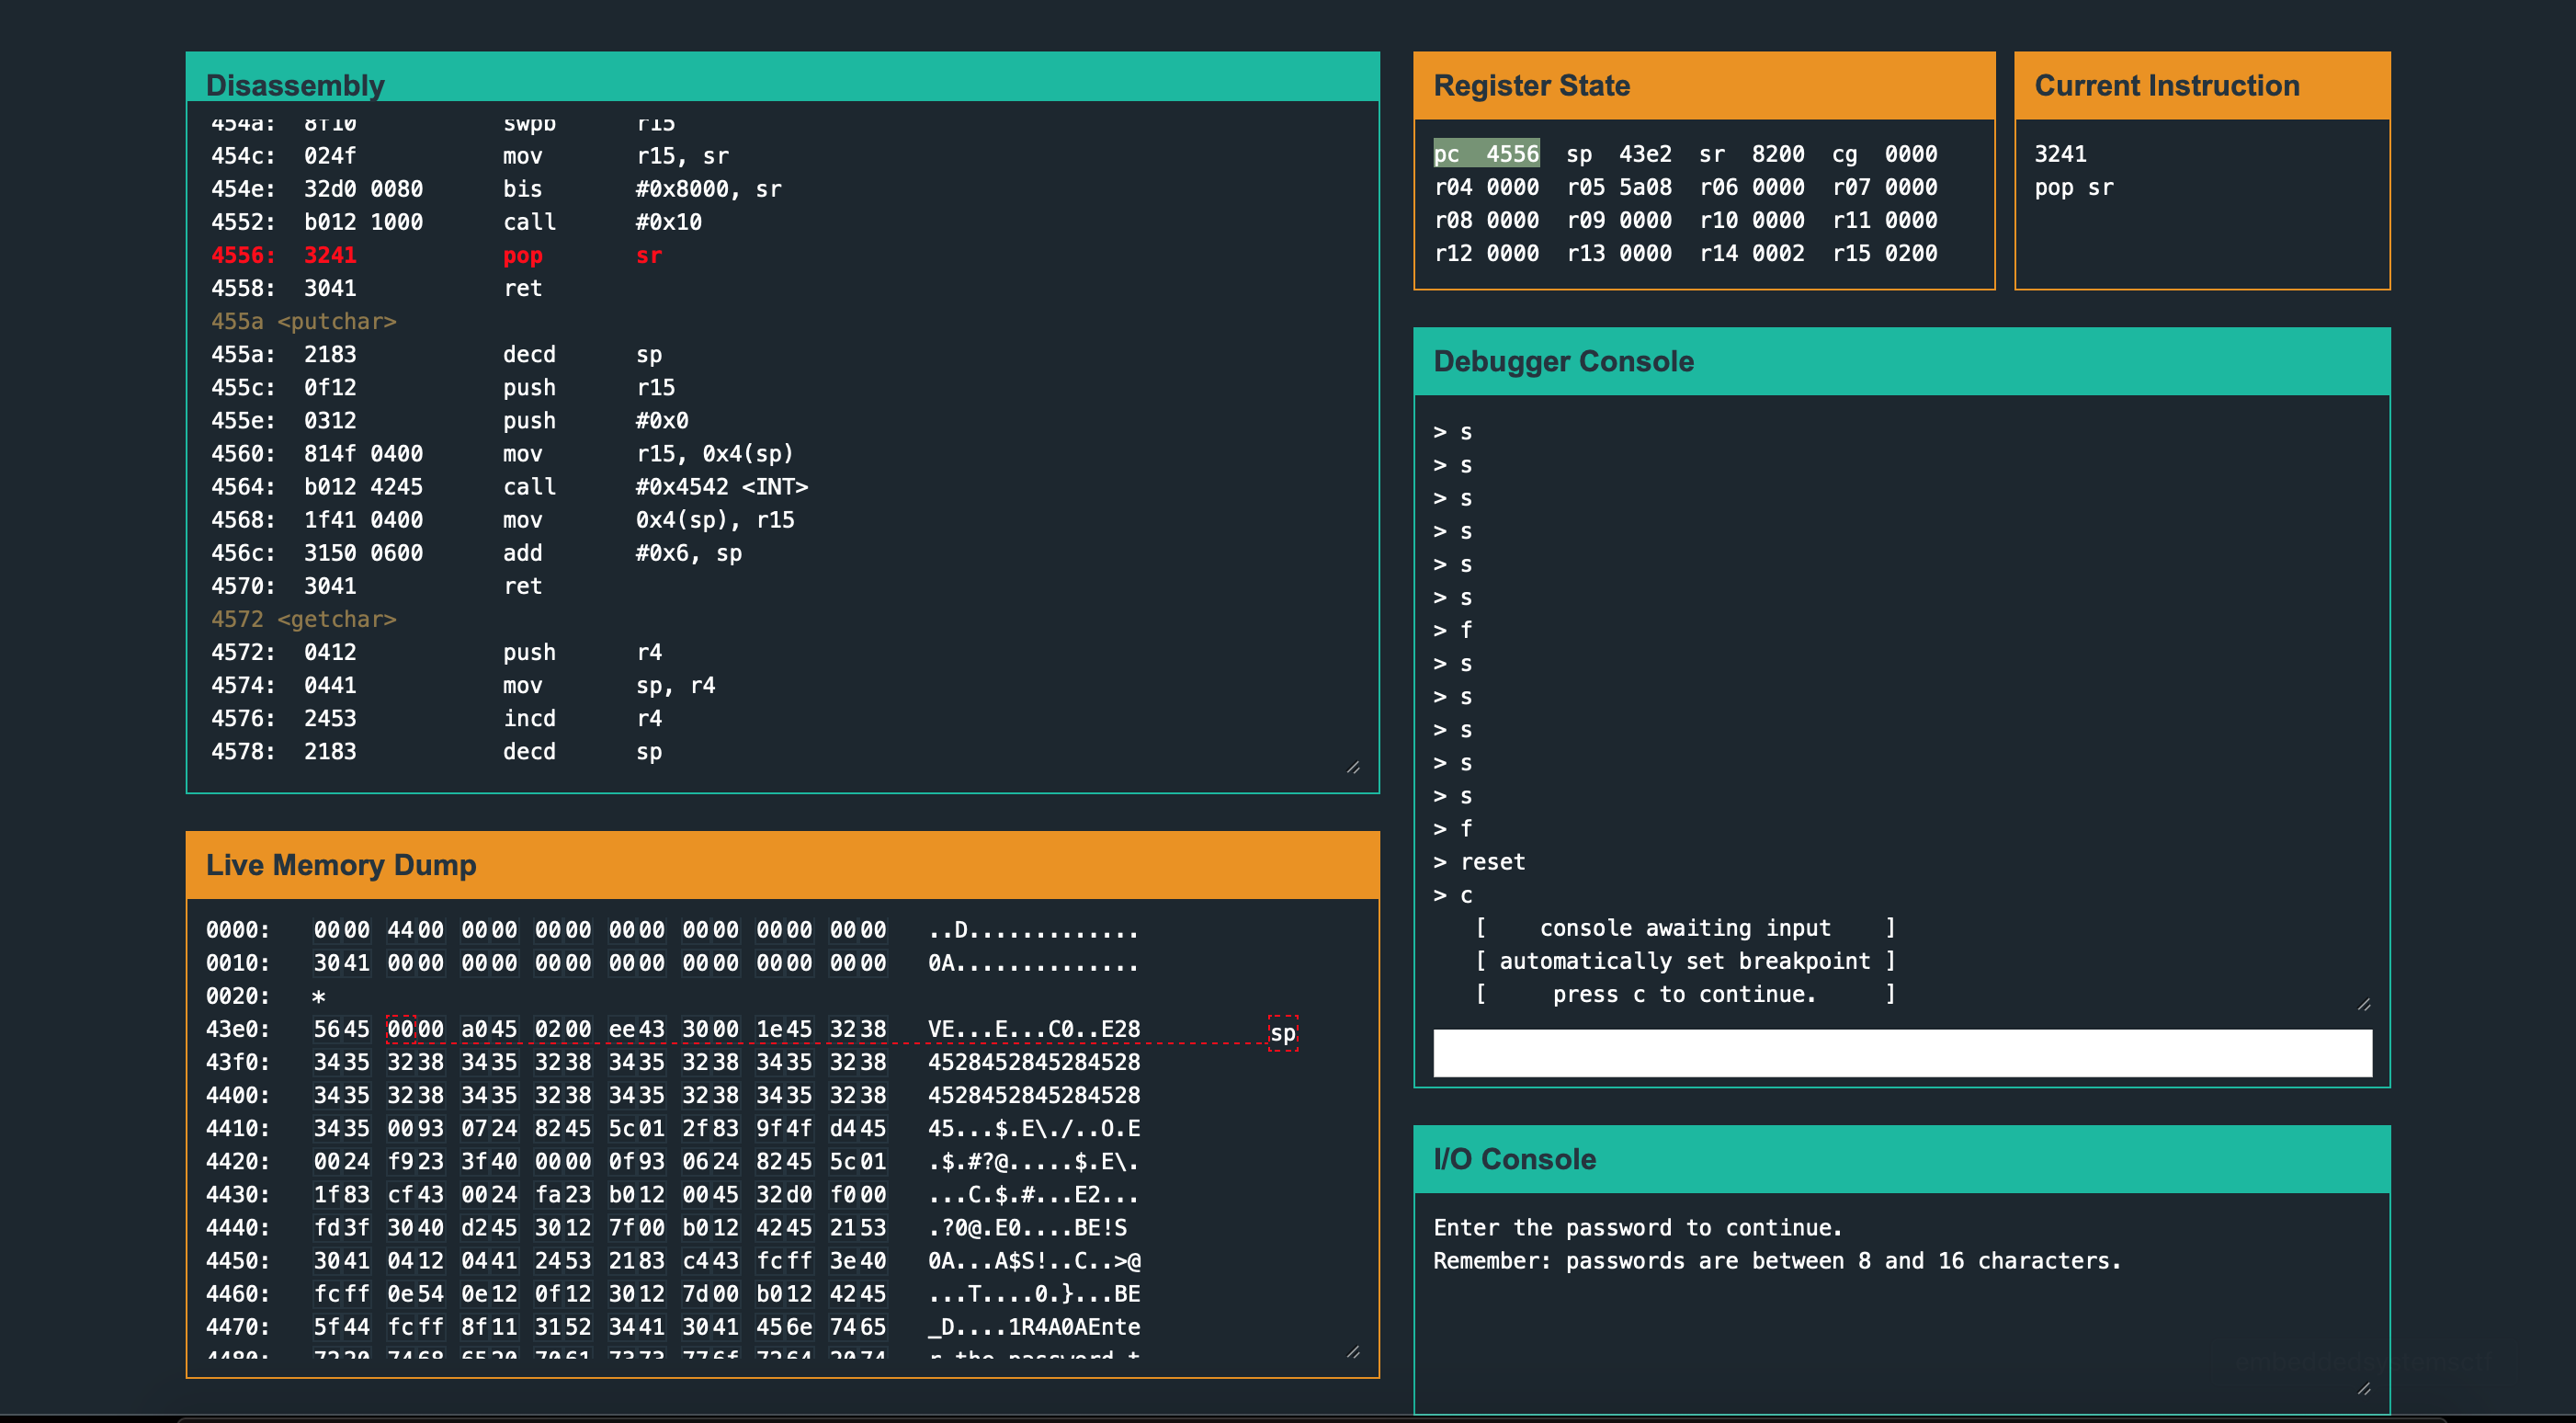 Disassembly
454a: 8f10 swpb r15
454c: 024f mov r15, sr
454e: 32d0 0080 bis #0x8000, sr
4552: b012 1000 call #0x10
4556: 3241 pop sr
4558: 3041 ret
455a <putchar>
455a: 2183 decd sp
455c: 0f12 push r15
455e: 0312 push #0x0
4560: 814f 0400 mov r15, 0x4(sp)
4564: b012 4245 call #0x4542 <INT>
4568: 1f41 0400 mov 0x4(sp), r15
456c: 3150 0600 add #0x6, sp
4570: 3041 ret
4572 <getchar>
4572: 0412 push r4
4574: 0441 mov sp, r4
4576: 2453 incd r4
4578: 2183 decd sp
Live Memory Dump
0000: 0000 4400 0000 0000 0000 0000 0000 0000 ..D.............
0010: 3041 0000 0000 0000 0000 0000 0000 0000 0A..............
0020: *
43e0: 5645 0000 a045 0200 ee43 3000 1e45 3238 VE...E...C0..E28 sp
43f0: 3435 3238 3435 3238 3435 3238 3435 3238 4528452845284528
4400: 3435 3238 3435 3238 3435 3238 3435 3238 4528452845284528
4410: 3435 0093 0724 8245 5c01 2f83 9f4f d445 45...$.E\./..O.E
4420: 0024 f923 3f40 0000 0f93 0624 8245 5c01 .$.#?@.....$.E\.
4430: 1f83 cf43 0024 fa23 b012 0045 32d0 f000 ...C.$.#...E2...
4440: fd3f 3040 d245 3012 7f00 b012 4245 2153 .?0@.E0....BE!S
4450: 3041 0412 0441 2453 2183 c443 fcff 3e40 0A...A$S!..C..>@
4460: fcff 0e54 0e12 0f12 3012 7d00 b012 4245 ...T....0.}...BE
4470: 5f44 fcff 8f11 3152 3441 3041 456e 7465 _D....1R4A0AEnte
4480: 7220 7468 6520 7061 7373 776f 7264 2074 r the password t
Register State
pc 4556 sp 43e2 sr 8200 cg 0000
r04 0000 r05 5a08 r06 0000 r07 0000
r08 0000 r09 0000 r10 0000 r11 0000
r12 0000 r13 0000 r14 0002 r15 0200
Current Instruction
3241
pop sr
Debugger Console
> s
> s
> s
> s
> s
> s
> f
> s
> s
> s
> s
> s
> f
> reset
> c
[ console awaiting input ]
[ automatically set breakpoint ]
[ press c to continue. ]
I/O Console
Enter the password to continue.
Remember: passwords are between 8 and 16 characters.